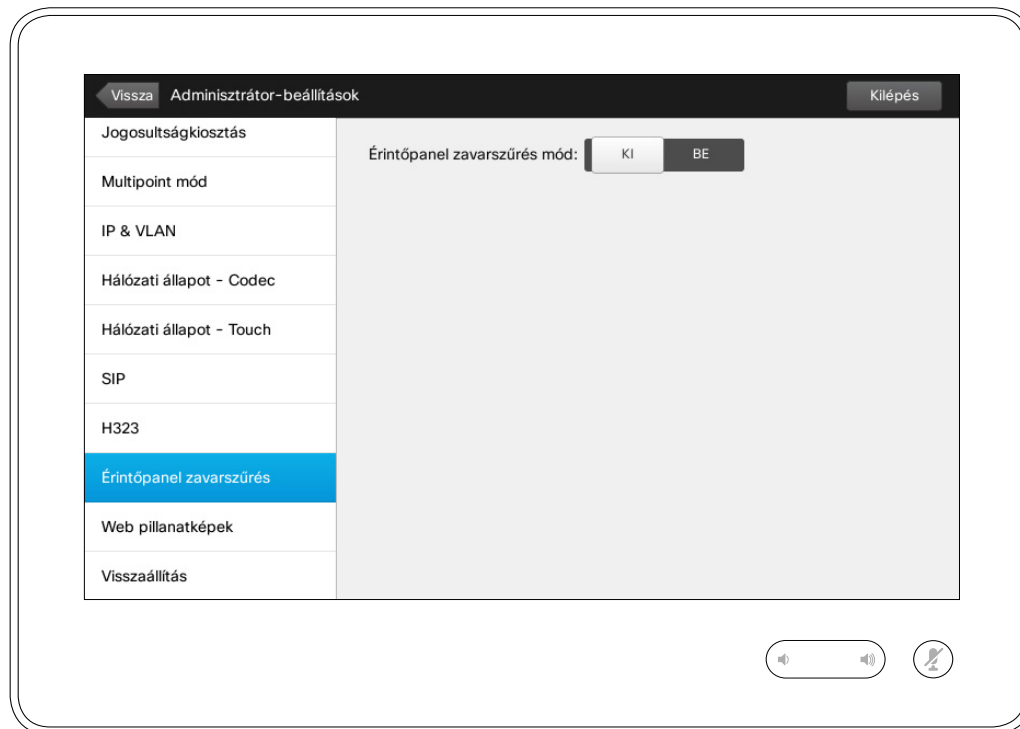 Vissza Adminisztrátor-beállítások Kilépés
Jogosultságkiosztás
Multipoint mód
IP & VLAN
Hálózati állapot - Codec
Hálózati állapot - Touch
SIP
H323
Érintőpanel zavarszűrés
Web pillanatképek
Visszaállítás
Érintőpanel zavarszűrés mód: KI BE